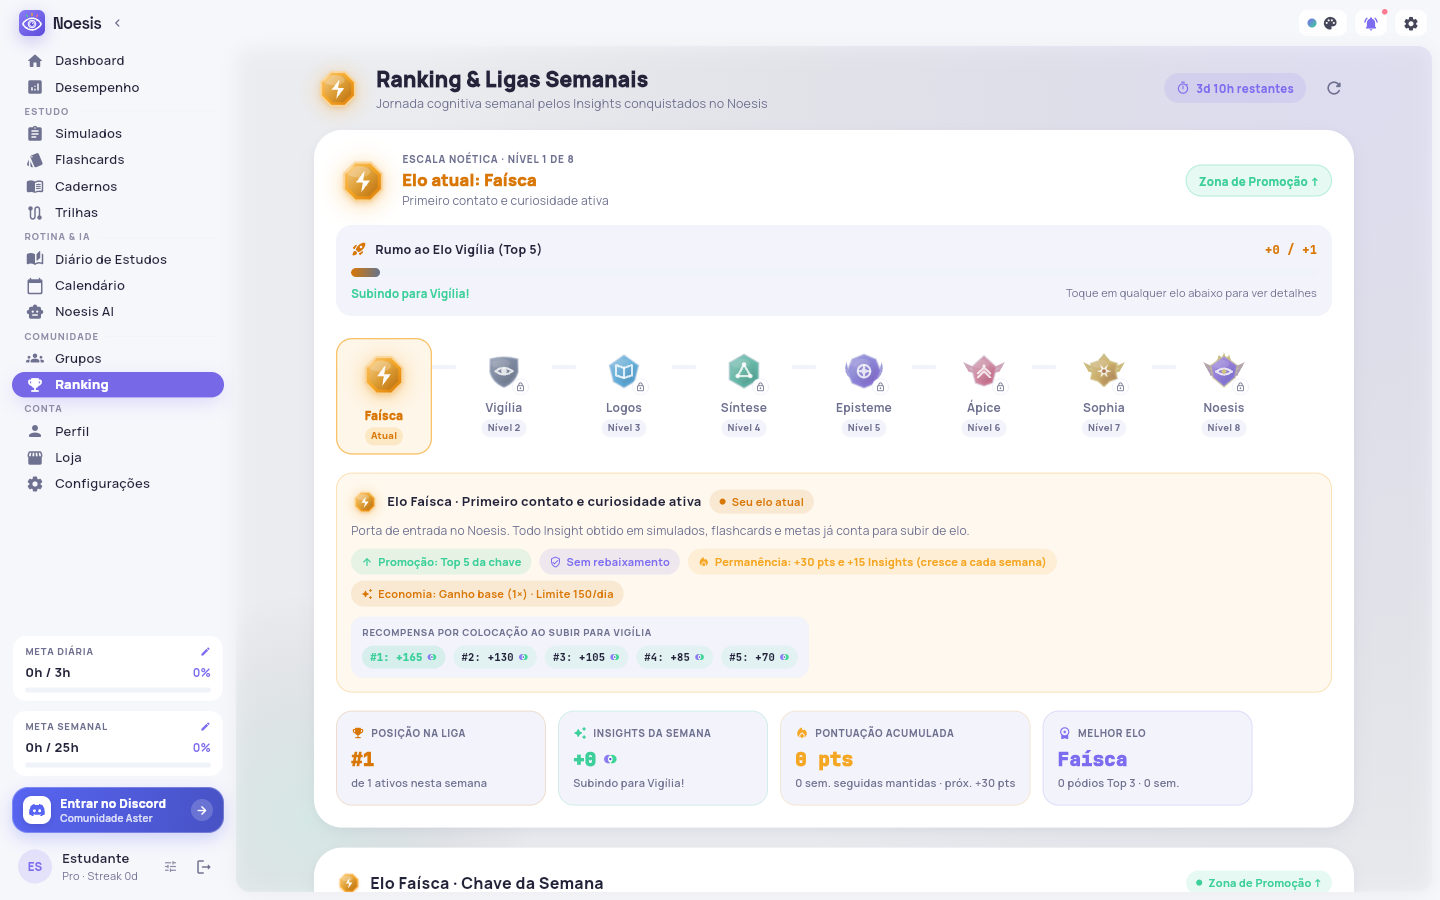 Noesis
Dashboard
Desempenho
ESTUDO
Simulados
Flashcards
Cadernos
Trilhas
ROTINA & IA
Diário de Estudos
Calendário
Noesis AI
COMUNIDADE
Grupos
Ranking
CONTA
Perfil
Loja
Configurações
META DIÁRIA
0h / 3h 0%
META SEMANAL
0h / 25h 0%
Entrar no Discord
Comunidade Aster
ES
Estudante
Pro · Streak 0d
Ranking & Ligas Semanais
Jornada cognitiva semanal pelos Insights conquistados no Noesis
3d 10h restantes
ESCALA NOÉTICA · NÍVEL 1 DE 8
Elo atual: Faísca
Primeiro contato e curiosidade ativa
Zona de Promoção ↑
Rumo ao Elo Vigília (Top 5) +0 / +1
Subindo para Vigília! Toque em qualquer elo abaixo para ver detalhes
Faísca
Atual
Vigília
Nível 2
Logos
Nível 3
Síntese
Nível 4
Episteme
Nível 5
Ápice
Nível 6
Sophia
Nível 7
Noesis
Nível 8
Elo Faísca · Primeiro contato e curiosidade ativa Seu elo atual
Porta de entrada no Noesis. Todo Insight obtido em simulados, flashcards e metas já conta para subir de elo.
Promoção: Top 5 da chave Sem rebaixamento Permanência: +30 pts e +15 Insights (cresce a cada semana)
Economia: Ganho base (1×) · Limite 150/dia
RECOMPENSA POR COLOCAÇÃO AO SUBIR PARA VIGÍLIA
#1: +165 #2: +130 #3: +105 #4: +85 #5: +70
POSIÇÃO NA LIGA
#1
de 1 ativos nesta semana
INSIGHTS DA SEMANA
+0
Subindo para Vigília!
PONTUAÇÃO ACUMULADA
0 pts
0 sem. seguidas mantidas · próx. +30 pts
MELHOR ELO
Faísca
0 pódios Top 3 · 0 sem.
Elo Faísca · Chave da Semana
Zona de Promoção ↑